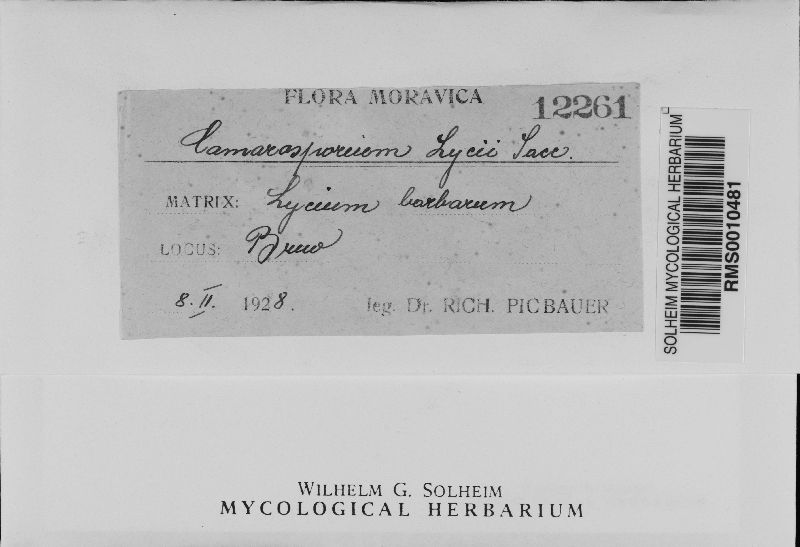 FLORA MORAVICA
12261
Camarosporium Lycii Sacc.
MATRIX: Lycium barbarum
LOCUS: Brno
8. II. 1928. leg. Dr. RICH. PICBAUER
SOLHEIM MYCOLOGICAL HERBARIUM
RMS0010481
WILHELM G. SOLHEIM
MYCOLOGICAL HERBARIUM